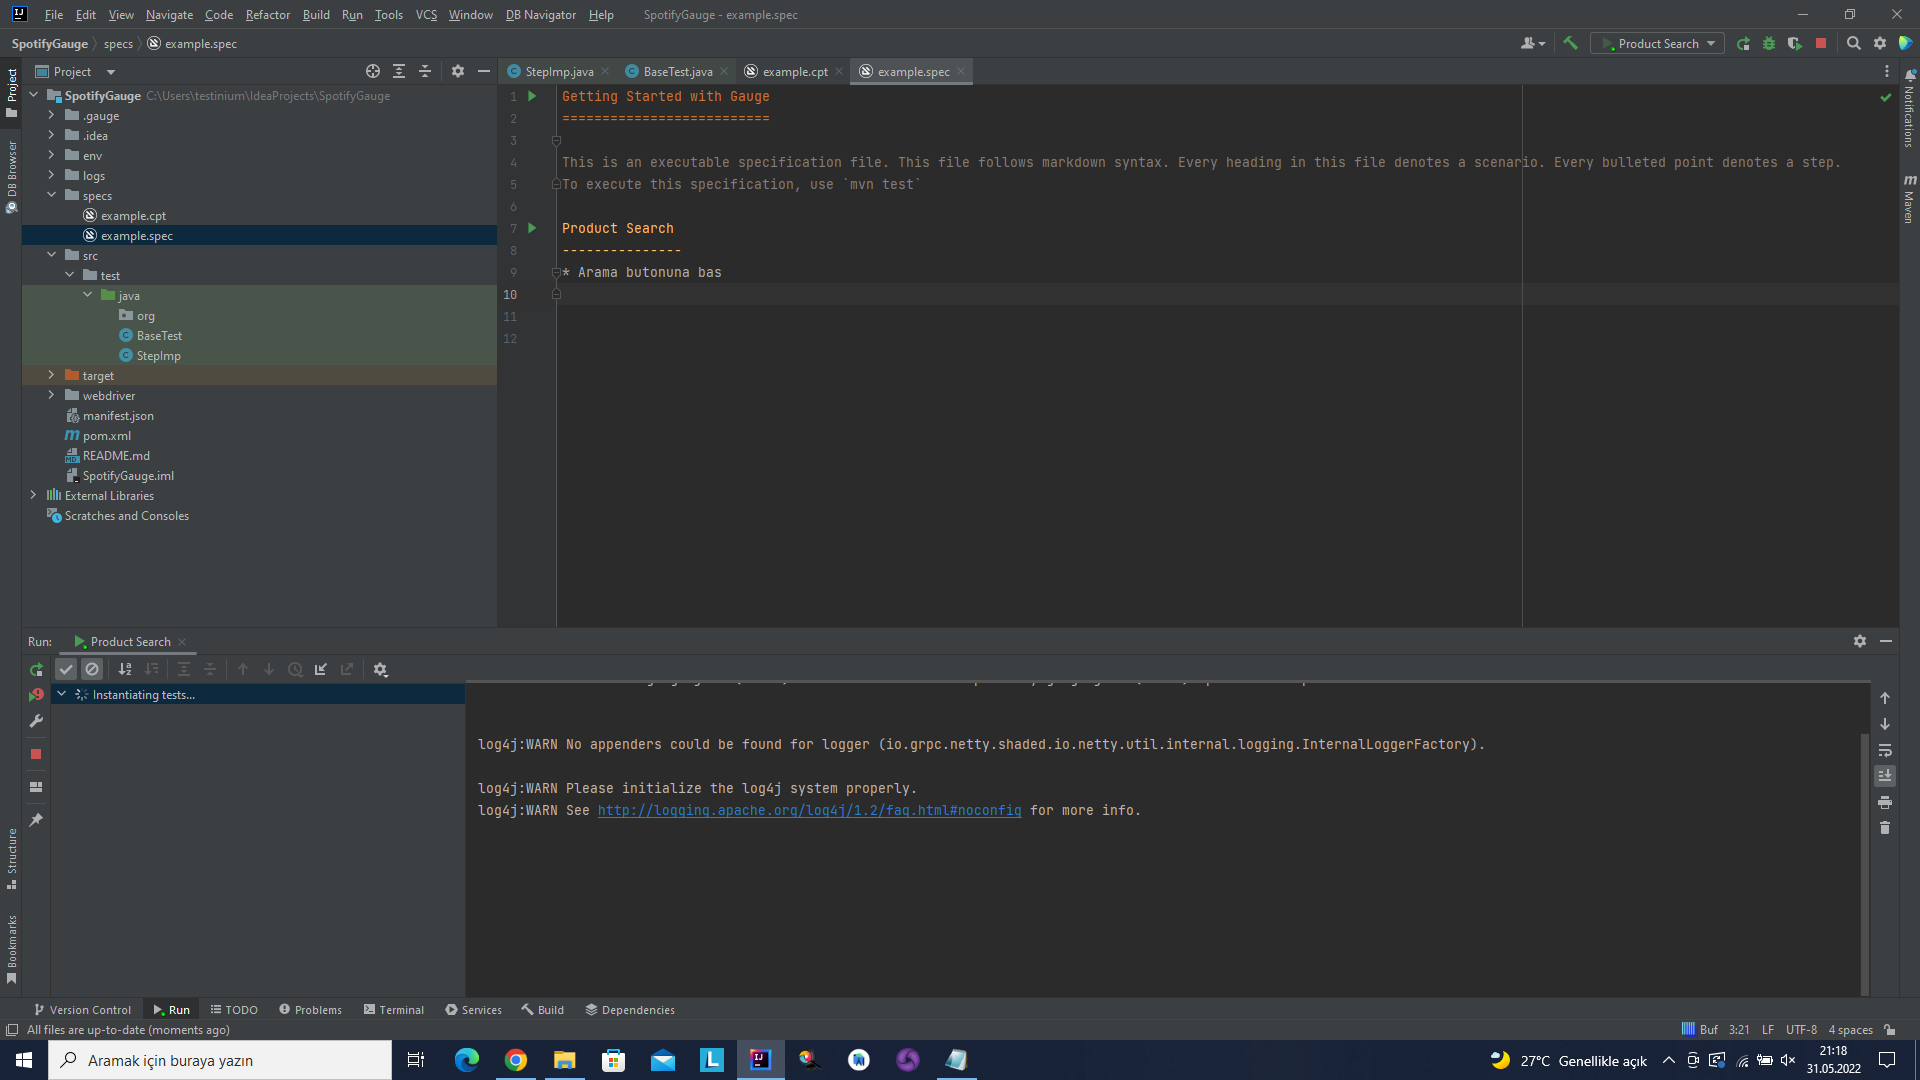 File Edit View Navigate Code Refactor Build Run Tools VCS Window DB Navigator Help SpotifyGauge - example.spec
SpotifyGauge specs example.spec
Product Search
Project
StepImp.java BaseTest.java example.cpt example.spec
SpotifyGauge C:\Users\testinium\IdeaProjects\SpotifyGauge
.gauge
.idea
env
logs
specs
example.cpt
example.spec
src
test
java
org
BaseTest
StepImp
target
webdriver
manifest.json
pom.xml
README.md
SpotifyGauge.iml
External Libraries
Scratches and Consoles
Project
DB Browser
Structure
Bookmarks
Notifications
Maven
1 Getting Started with Gauge
2 ==========================
3
4 This is an executable specification file. This file follows markdown syntax. Every heading in this file denotes a scenario. Every bulleted point denotes a step.
5 To execute this specification, use `mvn test`
6
7 Product Search
8 ---------------
9 * Arama butonuna bas
10
11
12
Run: Product Search
Instantiating tests...
log4j:WARN No appenders could be found for logger (io.grpc.netty.shaded.io.netty.util.internal.logging.InternalLoggerFactory).
log4j:WARN Please initialize the log4j system properly.
log4j:WARN See http://logging.apache.org/log4j/1.2/faq.html#noconfig for more info.
Version Control Run TODO Problems Terminal Services Build Dependencies
All files are up-to-date (moments ago)
Buf 3:21 LF UTF-8 4 spaces
Aramak için buraya yazın
27°C Genellikle açık
21:18
31.05.2022